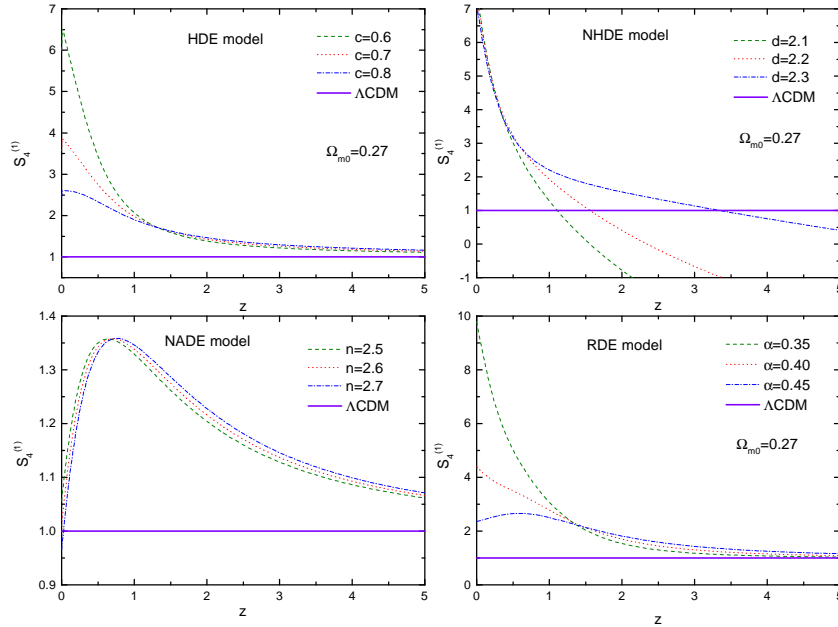 HDE model
c=0.6
c=0.7
c=0.8
ΛCDM
Ω_m0=0.27
S_4^(1)
7
6
5
4
3
2
1
0 1 2 3 4 5
z
NHDE model
d=2.1
d=2.2
d=2.3
ΛCDM
Ω_m0=0.27
S_4^(1)
7
6
5
4
3
2
1
0
-1
0 1 2 3 4 5
z
NADE model
n=2.5
n=2.6
n=2.7
ΛCDM
S_4^(1)
1.4
1.3
1.2
1.1
1.0
0.9
0 1 2 3 4 5
z
RDE model
α=0.35
α=0.40
α=0.45
ΛCDM
Ω_m0=0.27
S_4^(1)
10
8
6
4
2
0
0 1 2 3 4 5
z